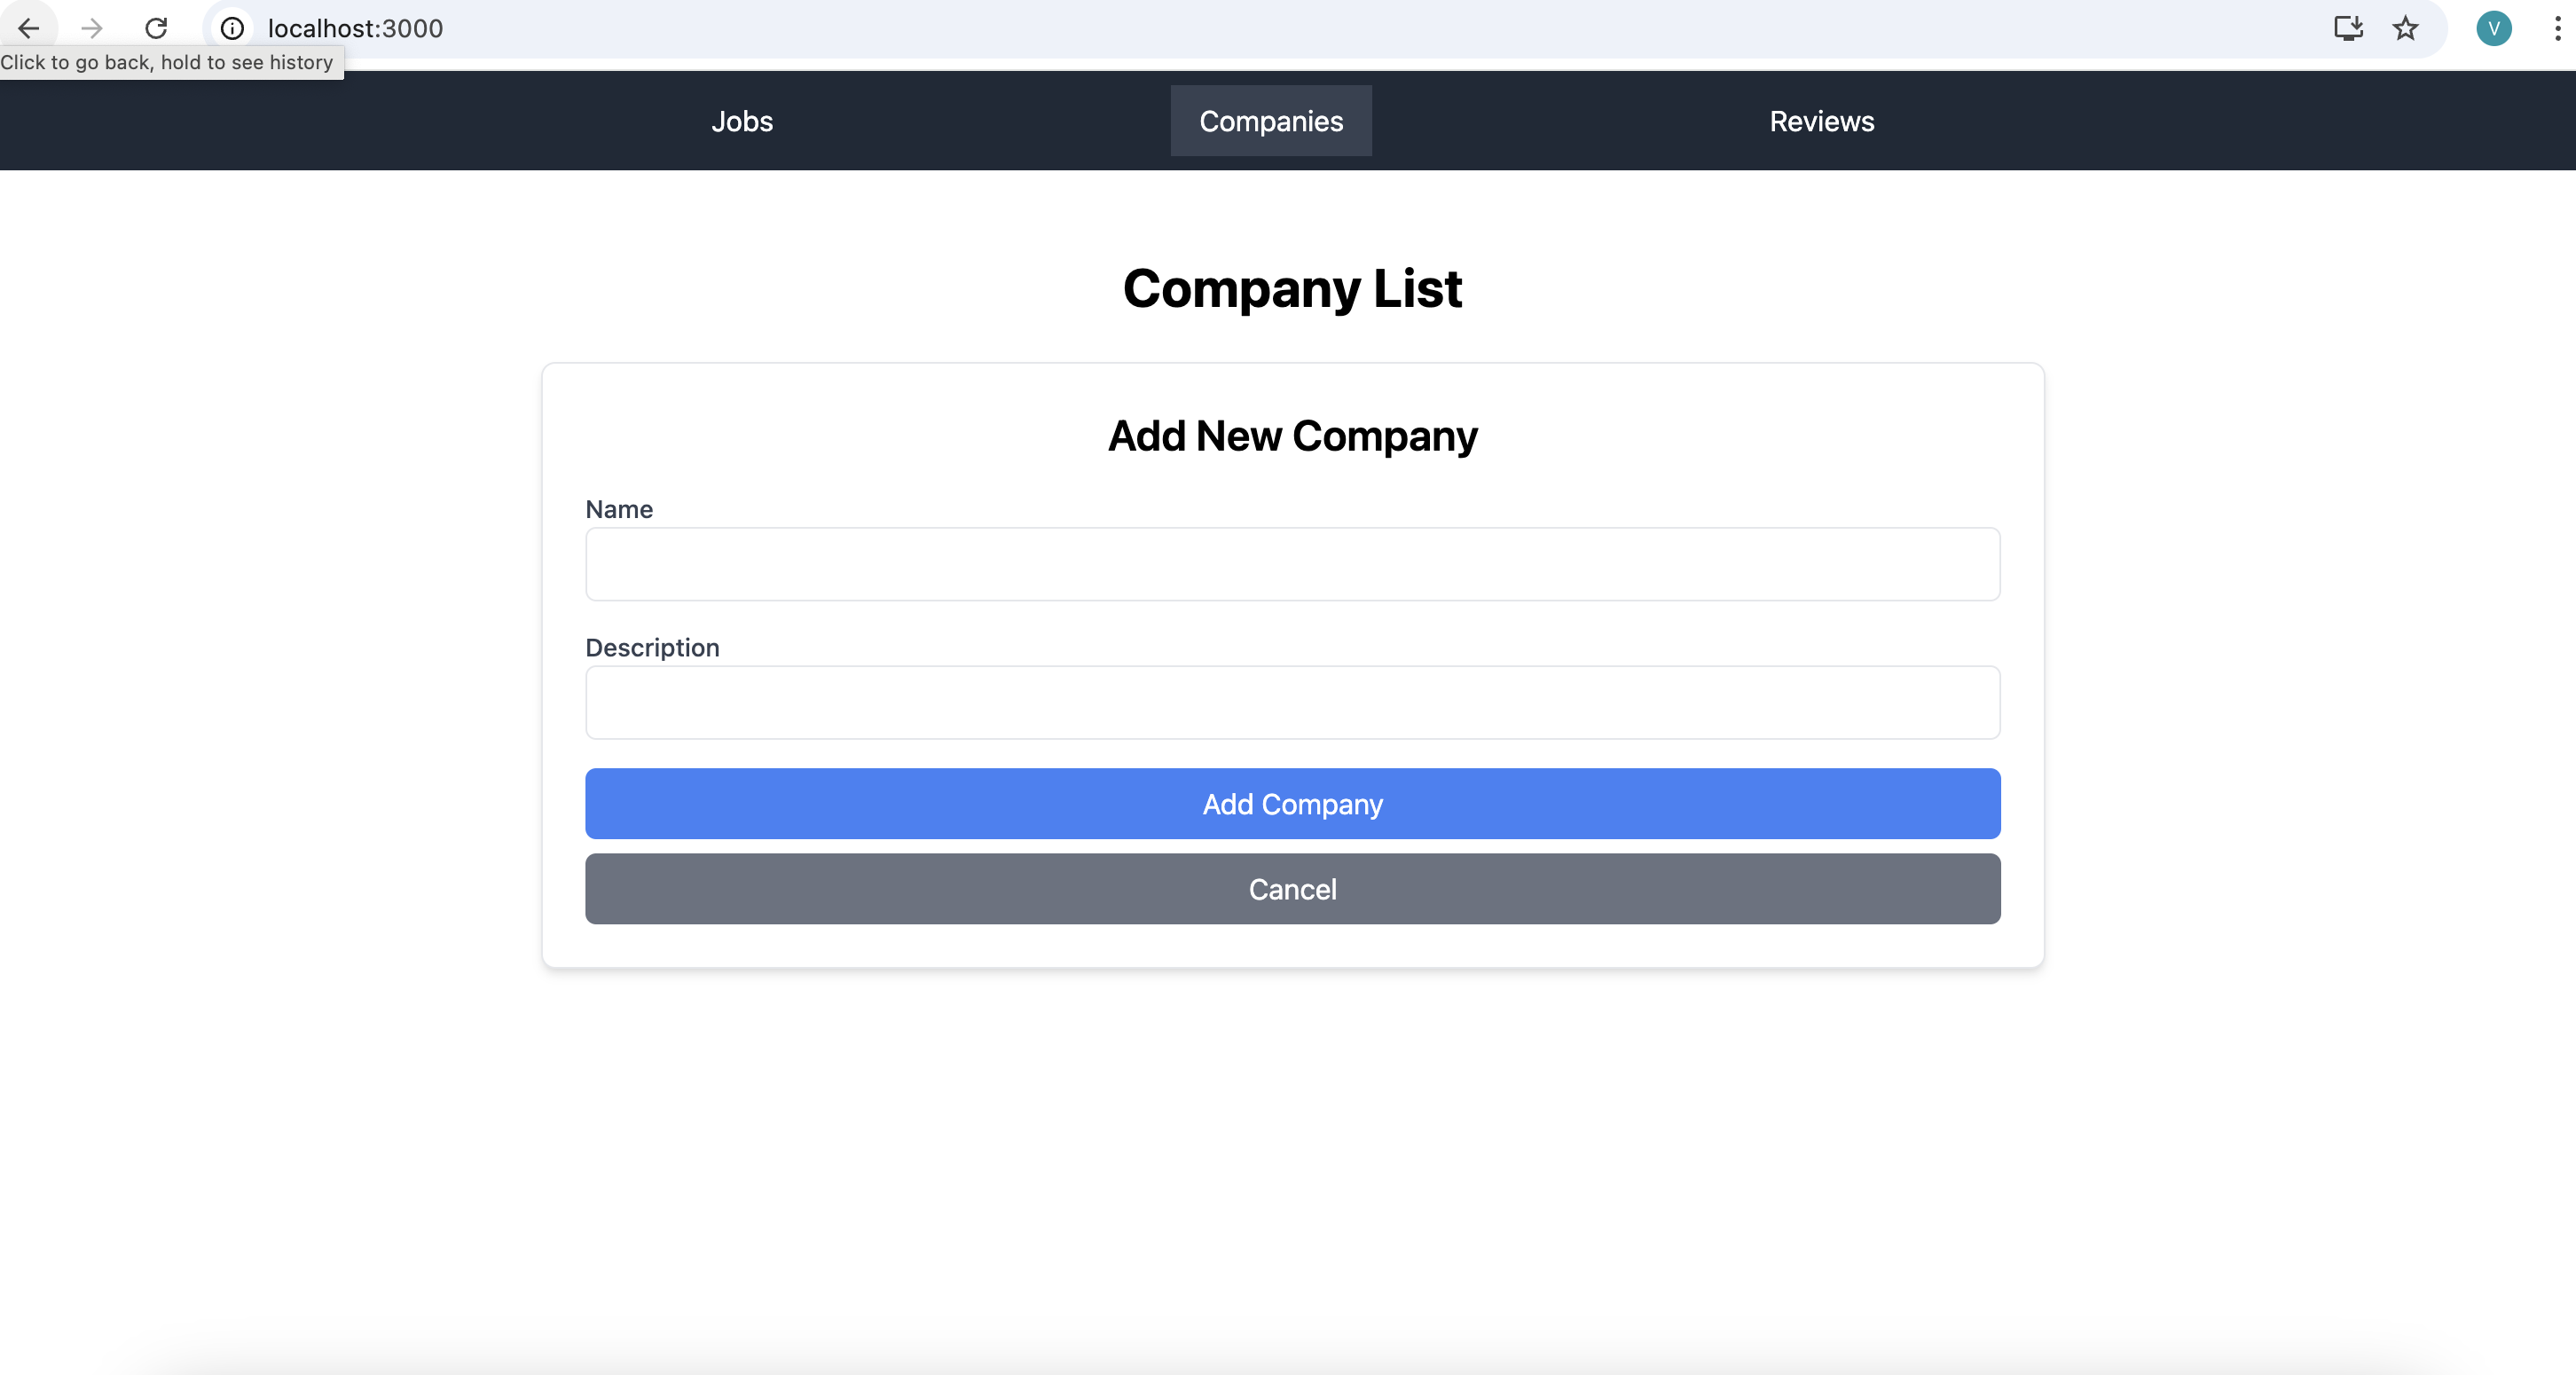 localhost:3000
V
Click to go back, hold to see history
Jobs Companies Reviews
Company List
Add New Company
Name
Description
Add Company
Cancel